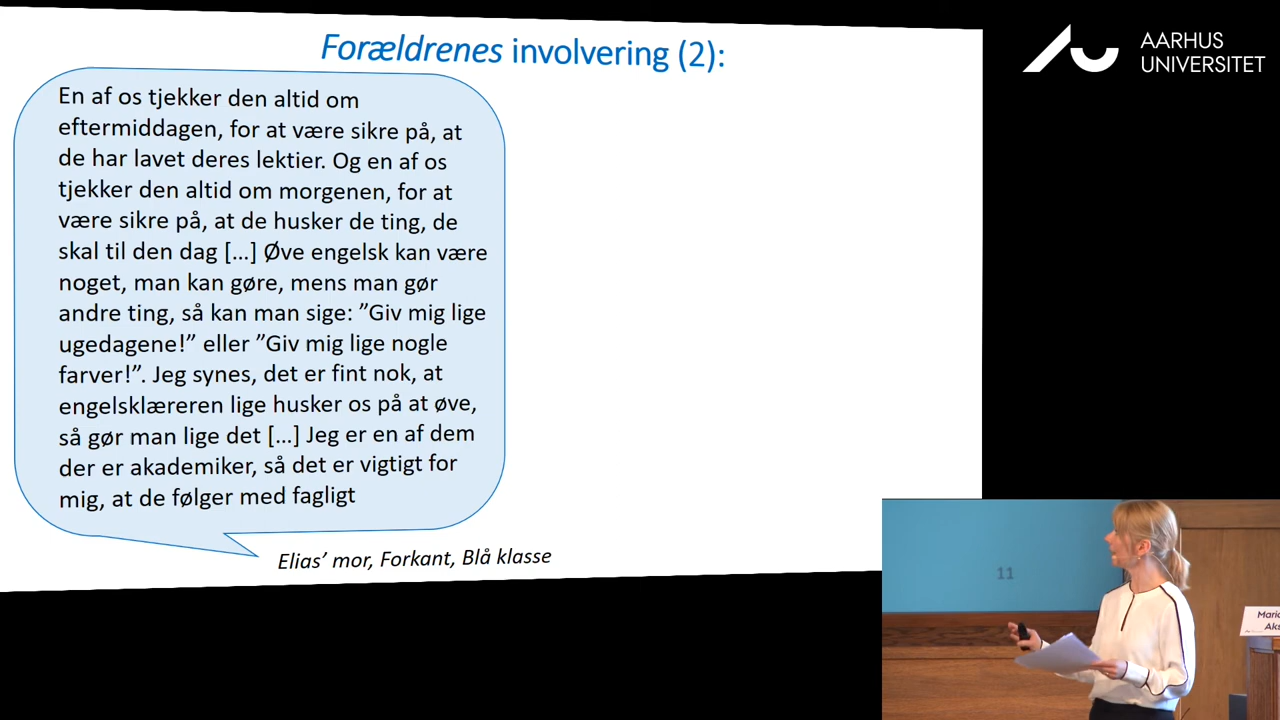 Forældrenes involvering (2):
En af os tjekker den altid om
eftermiddagen, for at være sikre på, at
de har lavet deres lektier. Og en af os
tjekker den altid om morgenen, for at
være sikre på, at de husker de ting, de
skal til den dag [...] Øve engelsk kan være
noget, man kan gøre, mens man gør
andre ting, så kan man sige: ”Giv mig lige
ugedagene!” eller ”Giv mig lige nogle
farver!”. Jeg synes, det er fint nok, at
engelsklæreren lige husker os på at øve,
så gør man lige det [...] Jeg er en af dem
der er akademiker, så det er vigtigt for
mig, at de følger med fagligt
Elias’ mor, Forkant, Blå klasse
AARHUS
UNIVERSITET
11